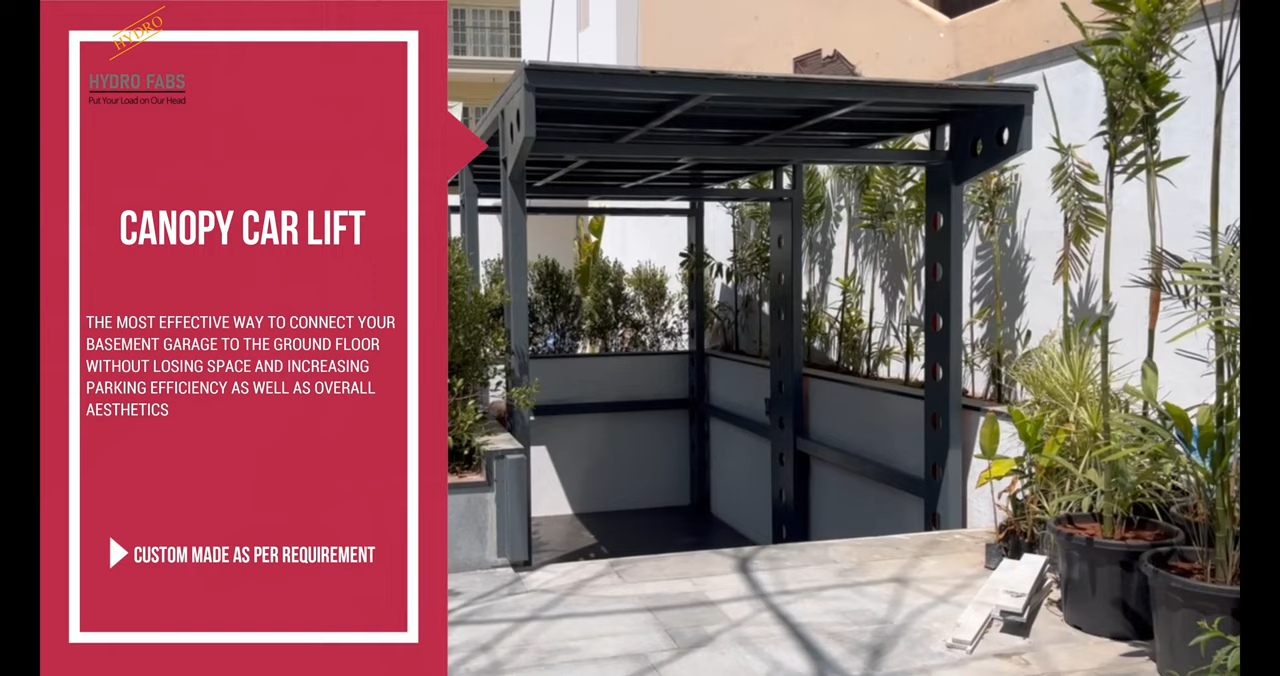 HYDRO
HYDRO FABS
Put Your Load on Our Head
CANOPY CAR LIFT
THE MOST EFFECTIVE WAY TO CONNECT YOUR
BASEMENT GARAGE TO THE GROUND FLOOR
WITHOUT LOSING SPACE AND INCREASING
PARKING EFFICIENCY AS WELL AS OVERALL
AESTHETICS
CUSTOM MADE AS PER REQUIREMENT